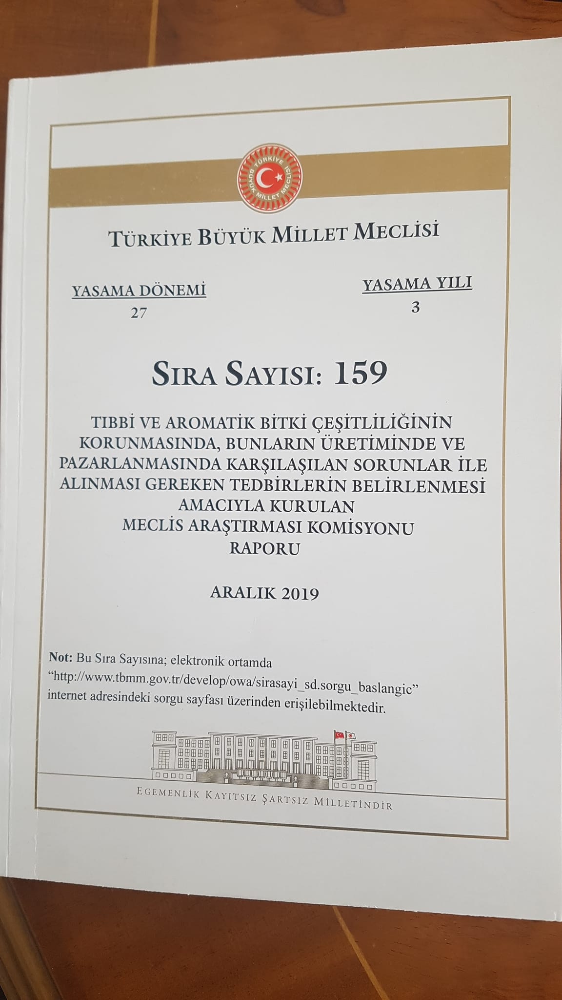 TÜRKİYE BÜYÜK MİLLET MECLİSİ
TÜRKİYE BÜYÜK MİLLET MECLİSİ
YASAMA DÖNEMİ
27
YASAMA YILI
3
SIRA SAYISI: 159
TIBBİ VE AROMATİK BİTKİ ÇEŞİTLİLİĞİNİN
KORUNMASINDA, BUNLARIN ÜRETİMİNDE VE
PAZARLANMASINDA KARŞILAŞILAN SORUNLAR İLE
ALINMASI GEREKEN TEDBİRLERİN BELİRLENMESİ
AMACIYLA KURULAN
MECLİS ARAŞTIRMASI KOMİSYONU
RAPORU
ARALIK 2019
Not: Bu Sıra Sayısına; elektronik ortamda
“http://www.tbmm.gov.tr/develop/owa/sirasayi_sd.sorgu_baslangic”
internet adresindeki sorgu sayfası üzerinden erişilebilmektedir.
EGEMENLİK KAYITSIZ ŞARTSIZ MİLLETİNDİR